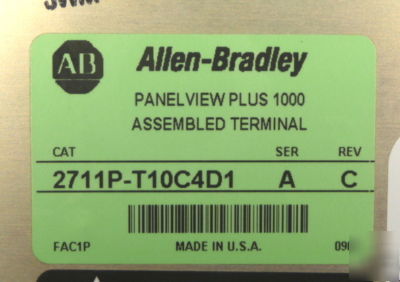 AB
Allen-Bradley
PANELVIEW PLUS 1000
ASSEMBLED TERMINAL
CAT SER REV
2711P-T10C4D1 A C
FAC1P MADE IN U.S.A.